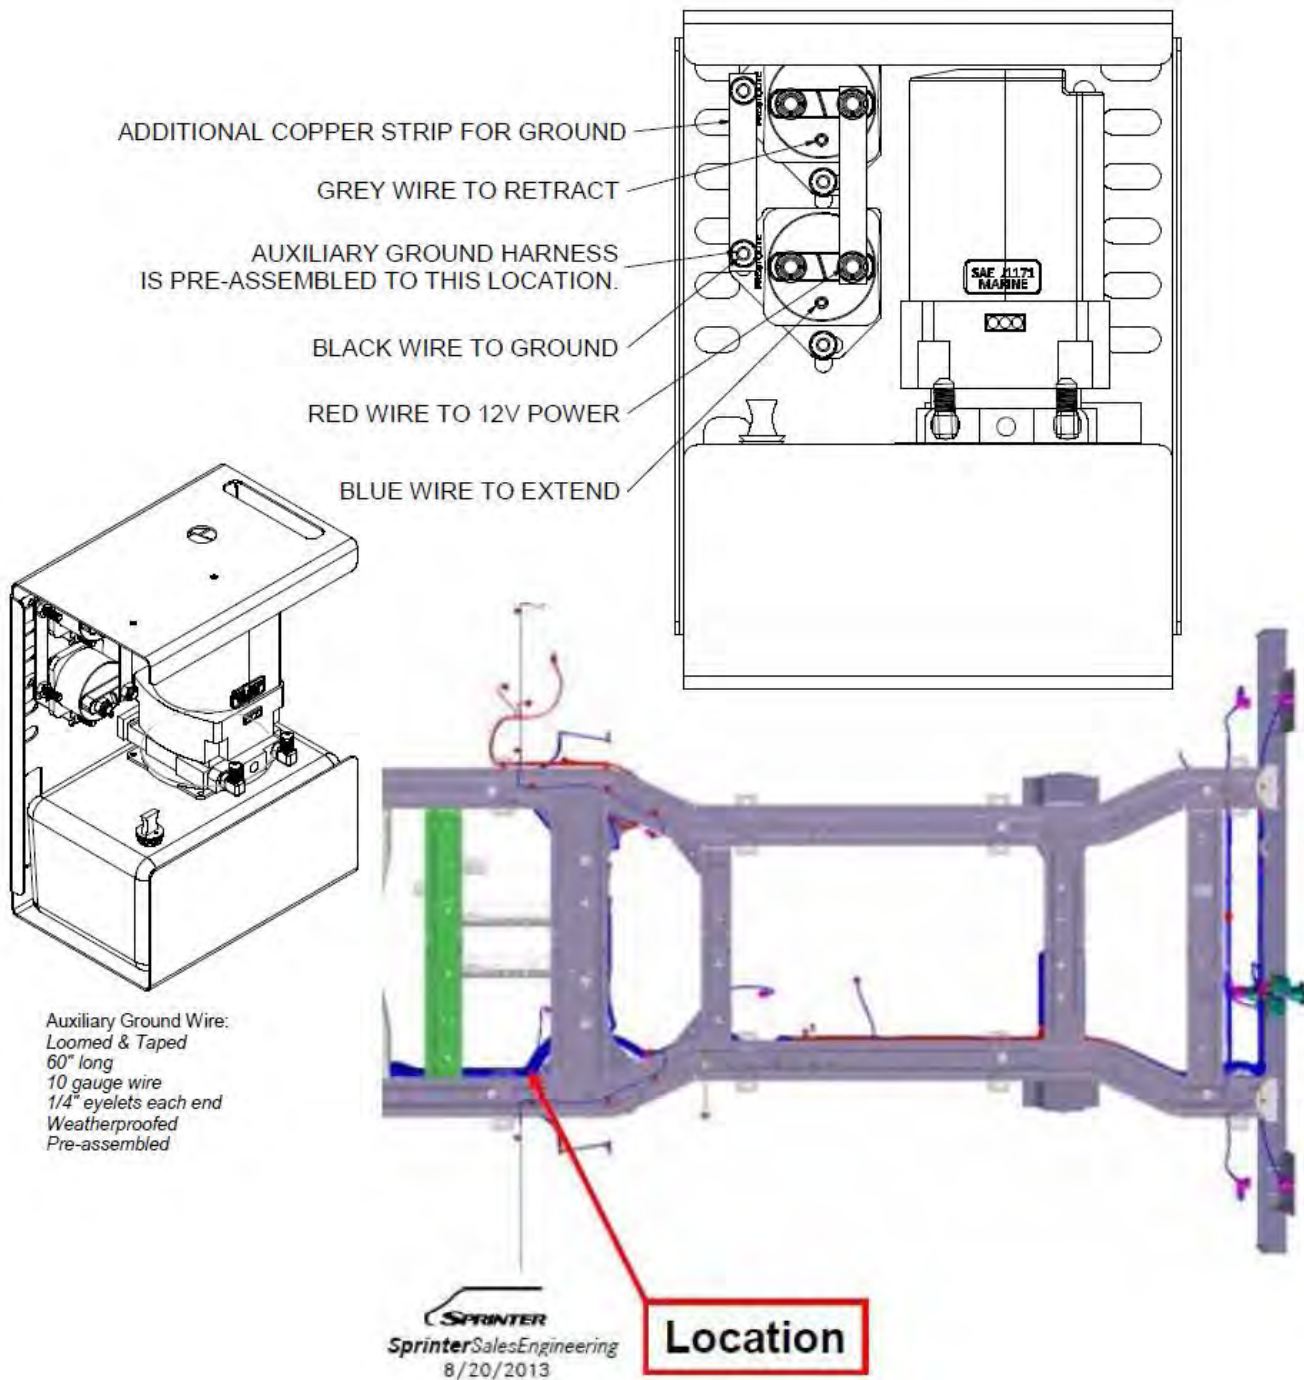 ADDITIONAL COPPER STRIP FOR GROUND
GREY WIRE TO RETRACT
AUXILIARY GROUND HARNESS
IS PRE-ASSEMBLED TO THIS LOCATION.
BLACK WIRE TO GROUND
RED WIRE TO 12V POWER
BLUE WIRE TO EXTEND
SAE J1171
MARINE
Auxiliary Ground Wire:
Loomed & Taped
60" long
10 gauge wire
1/4" eyelets each end
Weatherproofed
Pre-assembled
SPRINTER
SprinterSalesEngineering
8/20/2013
Location